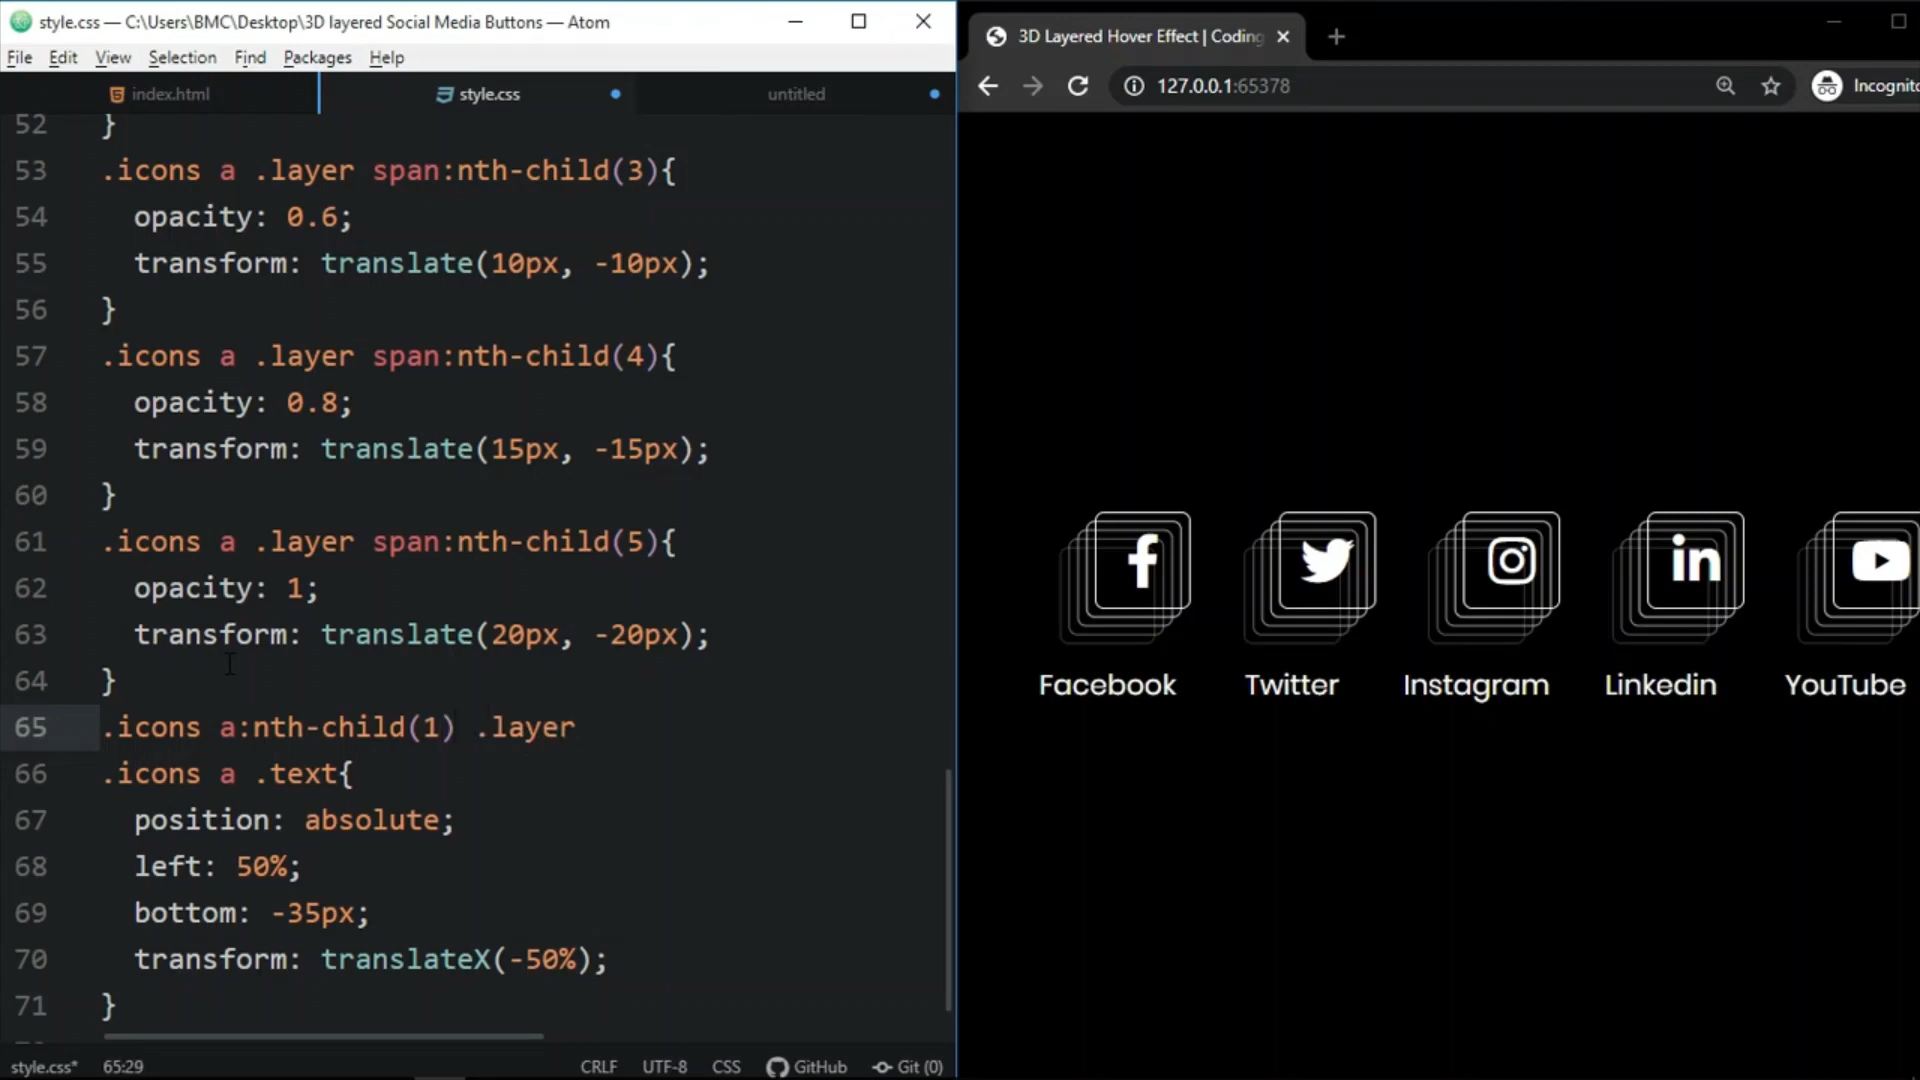 style.css — C:\Users\BMC\Desktop\3D layered Social Media Buttons — Atom
File Edit View Selection Find Packages Help
index.html style.css untitled
52 }
53 .icons a .layer span:nth-child(3){
54 opacity: 0.6;
55 transform: translate(10px, -10px);
56 }
57 .icons a .layer span:nth-child(4){
58 opacity: 0.8;
59 transform: translate(15px, -15px);
60 }
61 .icons a .layer span:nth-child(5){
62 opacity: 1;
63 transform: translate(20px, -20px);
64 }
65 .icons a:nth-child(1) .layer
66 .icons a .text{
67 position: absolute;
68 left: 50%;
69 bottom: -35px;
70 transform: translateX(-50%);
71 }
style.css* 65:29 CRLF UTF-8 CSS GitHub Git (0)
3D Layered Hover Effect | Coding
127.0.0.1:65378 Incognito
Facebook Twitter Instagram Linkedin YouTube